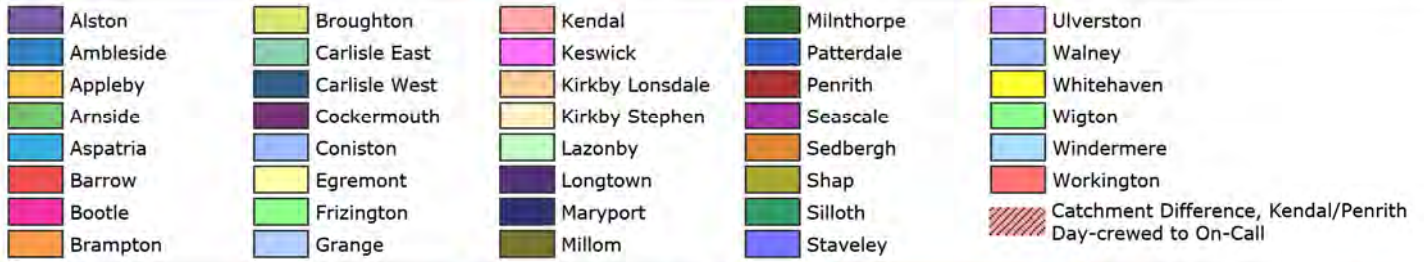 Alston
Ambleside
Appleby
Arnside
Aspatria
Barrow
Bootle
Brampton
Broughton
Carlisle East
Carlisle West
Cockermouth
Coniston
Egremont
Frizington
Grange
Kendal
Keswick
Kirkby Lonsdale
Kirkby Stephen
Lazonby
Longtown
Maryport
Millom
Milnthorpe
Patterdale
Penrith
Seascale
Sedbergh
Shap
Silloth
Staveley
Ulverston
Walney
Whitehaven
Wigton
Windermere
Workington
Catchment Difference, Kendal/Penrith
Day-crewed to On-Call